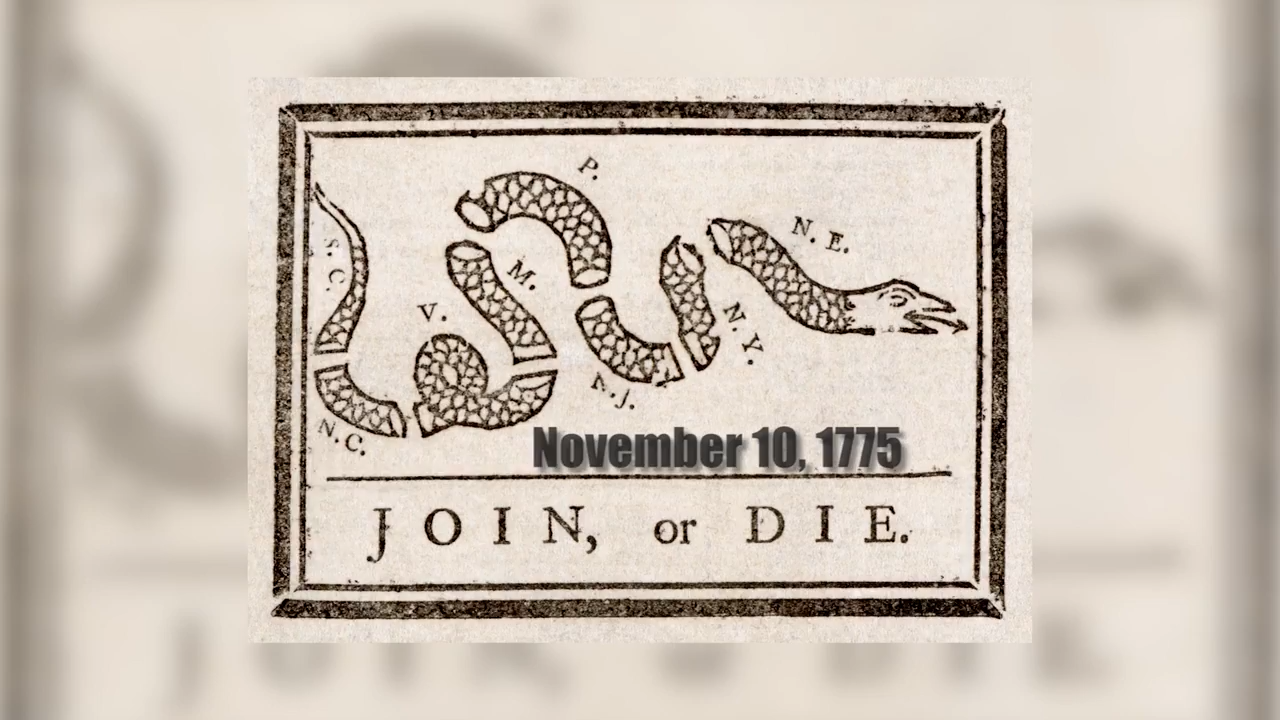 P.
N. E.
S. C.
M.
V.
N. Y.
N. J.
N. C.
November 10, 1775
JOIN, or DIE.